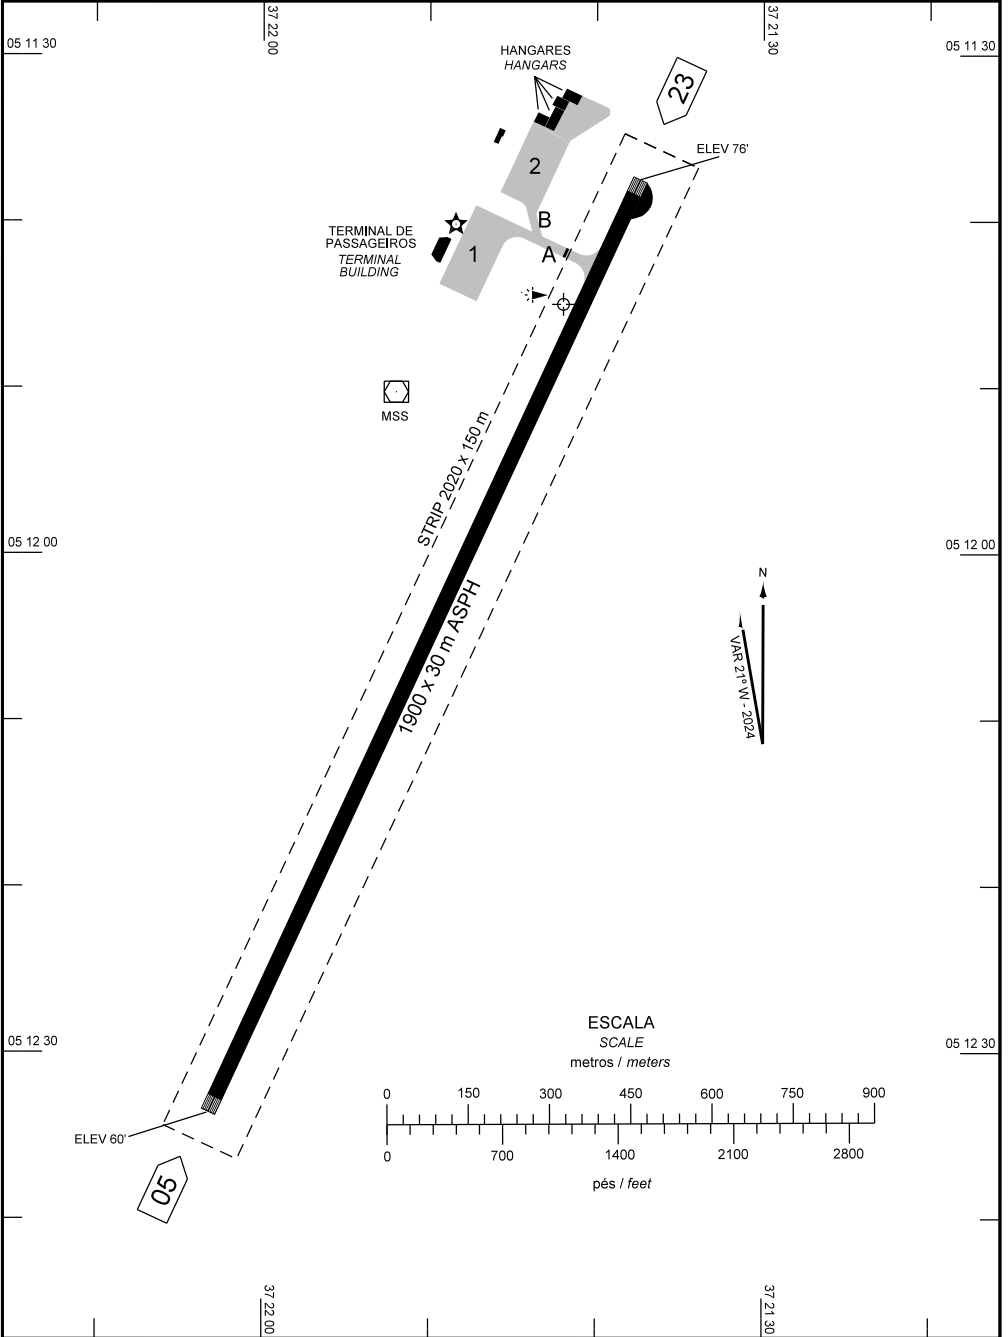 37 22 00
37 21 30
05 11 30
05 11 30
HANGARES
HANGARS
23
ELEV 76'
2
B
TERMINAL DE
PASSAGEIROS
TERMINAL
BUILDING
1
A
MSS
STRIP 2020 x 150 m
05 12 00
05 12 00
N
VAR 21º W - 2024
1900 x 30 m ASPH
ESCALA
SCALE
metros / meters
05 12 30
05 12 30
0 150 300 450 600 750 900
0 700 1400 2100 2800
pés / feet
ELEV 60'
05
37 22 00
37 21 30